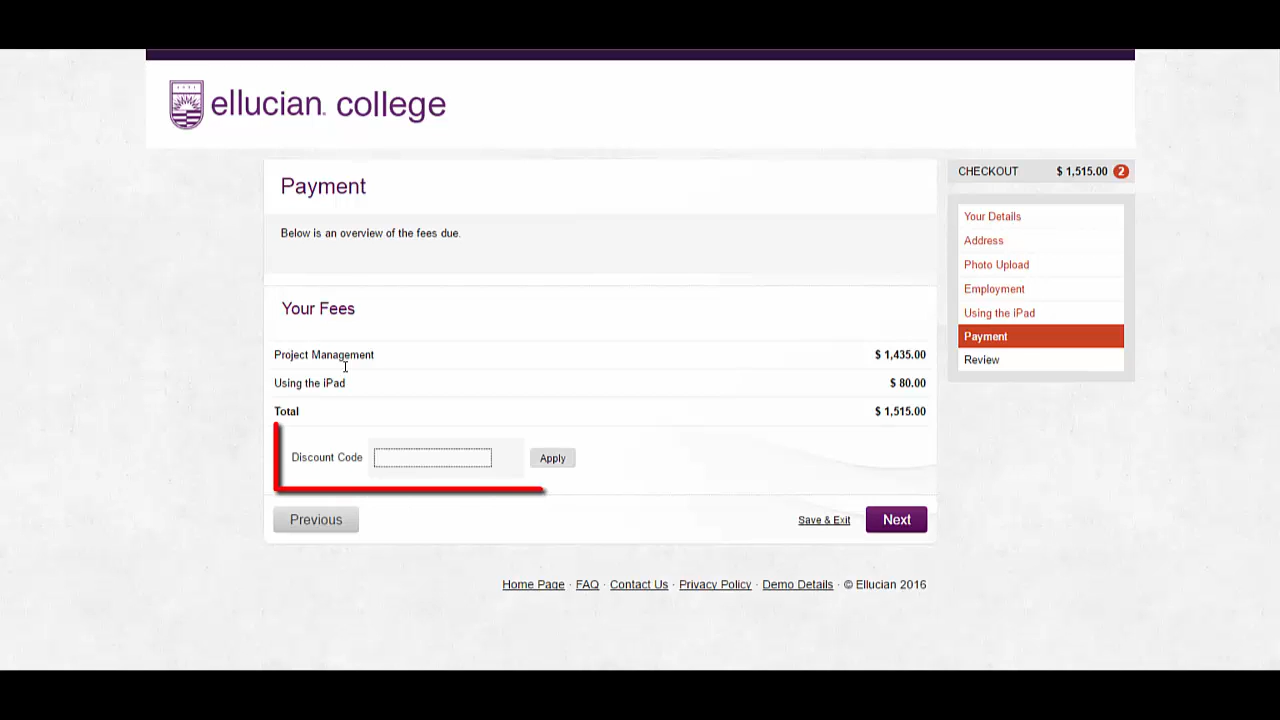 ellucian. college
Payment
Below is an overview of the fees due.
Your Fees
Project Management $ 1,435.00
Using the iPad $ 80.00
Total $ 1,515.00
Discount Code Apply
Previous Save & Exit Next
CHECKOUT $ 1,515.00 2
Your Details
Address
Photo Upload
Employment
Using the iPad
Payment
Review
Home Page · FAQ · Contact Us · Privacy Policy · Demo Details · © Ellucian 2016